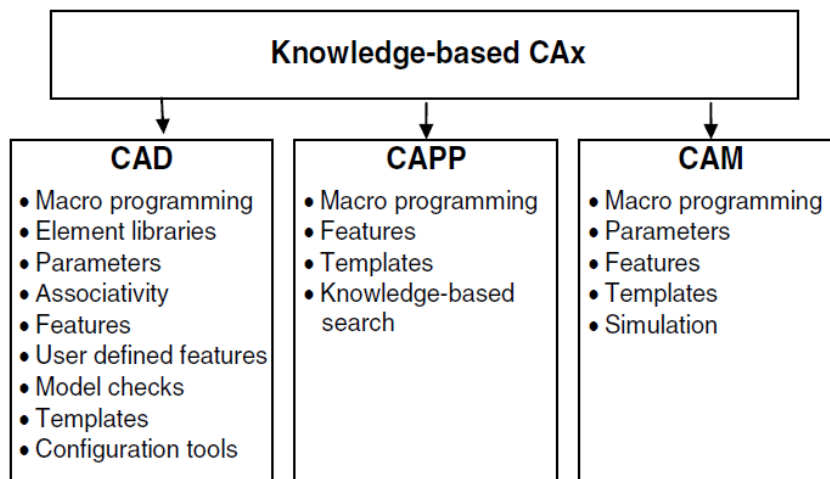 Knowledge-based CAx
CAD
• Macro programming
• Element libraries
• Parameters
• Associativity
• Features
• User defined features
• Model checks
• Templates
• Configuration tools
CAPP
• Macro programming
• Features
• Templates
• Knowledge-based
search
CAM
• Macro programming
• Parameters
• Features
• Templates
• Simulation